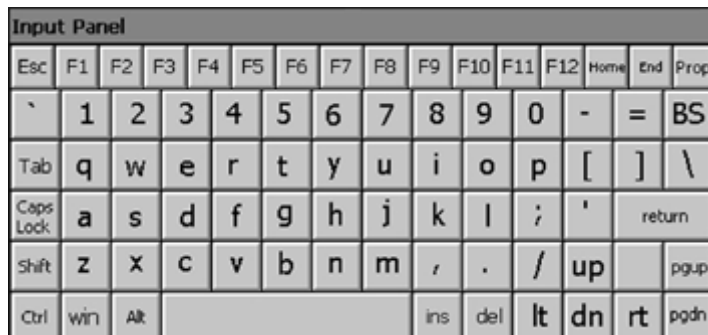 Input Panel
Esc F1 F2 F3 F4 F5 F6 F7 F8 F9 F10 F11 F12 Home End Prop
` 1 2 3 4 5 6 7 8 9 0 - = BS
Tab q w e r t y u i o p [ ] \
Caps Lock a s d f g h j k l ; ' return
Shift z x c v b n m , . / up pgup
Ctrl win Alt ins del lt dn rt pgdn